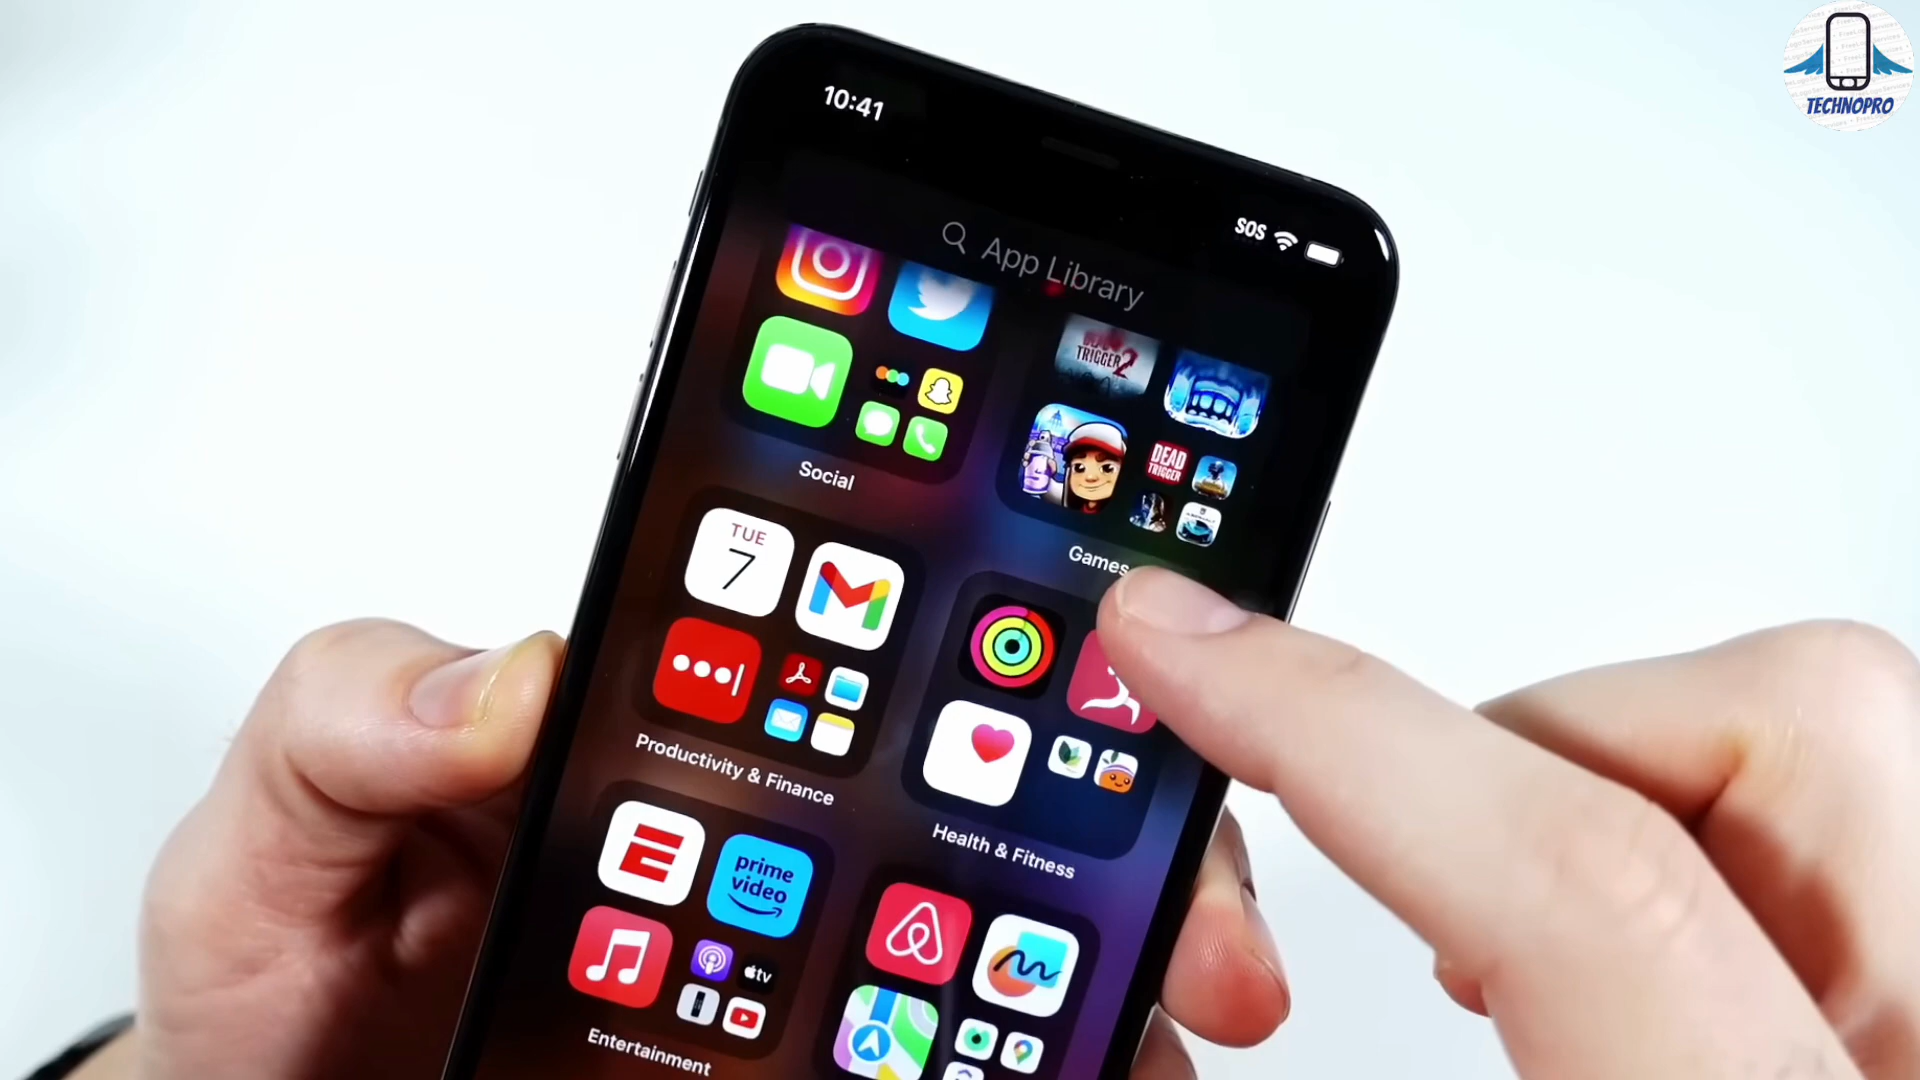 10:41
SOS
App Library
TECHNOPRO
DEAD
TRIGGER 2
DEAD
TRIGGER
Social
Games
TUE
7
Productivity & Finance
Health & Fitness
prime
video
tv
Entertainment